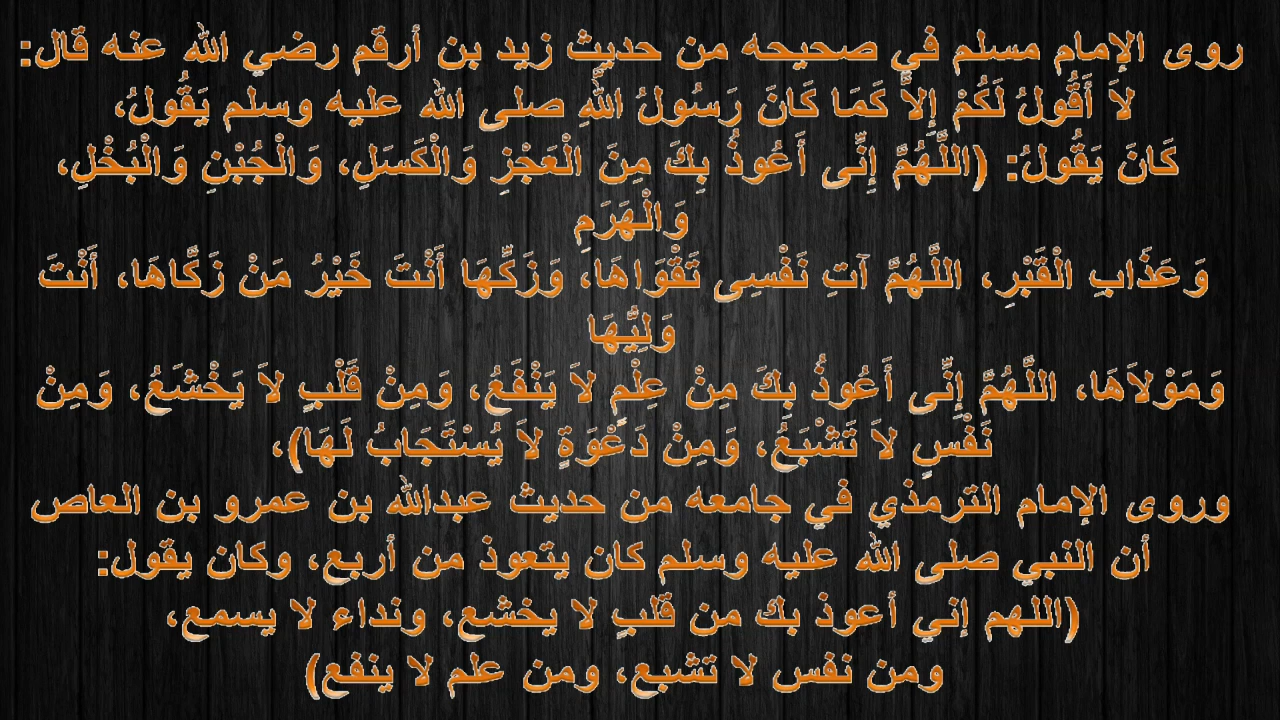 روى الإمام مسلم في صحيحه من حديث زيد بن أرقم رضي الله عنه قال:
لاَ أَقُولُ لَكُمْ إِلاَّ كَمَا كَانَ رَسُولُ اللَّهِ صلى الله عليه وسلم يَقُولُ،
كَانَ يَقُولُ: (اللَّهُمَّ إِنِّى أَعُوذُ بِكَ مِنَ الْعَجْزِ وَالْكَسَلِ، وَالْجُبْنِ وَالْبُخْلِ،
وَالْهَرَمِ
وَعَذَابِ الْقَبْرِ، اللَّهُمَّ آتِ نَفْسِى تَقْوَاهَا، وَزَكِّهَا أَنْتَ خَيْرُ مَنْ زَكَّاهَا، أَنْتَ
وَلِيُّهَا
وَمَوْلاَهَا، اللَّهُمَّ إِنِّى أَعُوذُ بِكَ مِنْ عِلْمٍ لاَ يَنْفَعُ، وَمِنْ قَلْبٍ لاَ يَخْشَعُ، وَمِنْ
نَفْسٍ لاَ تَشْبَعُ، وَمِنْ دَعْوَةٍ لاَ يُسْتَجَابُ لَهَا)،
وروى الإمام الترمذي في جامعه من حديث عبدالله بن عمرو بن العاص
أن النبي صلى الله عليه وسلم كان يتعوذ من أربع، وكان يقول:
(اللهم إني أعوذ بك من قلبٍ لا يخشع، ونداء لا يسمع،
ومن نفس لا تشبع، ومن علم لا ينفع)